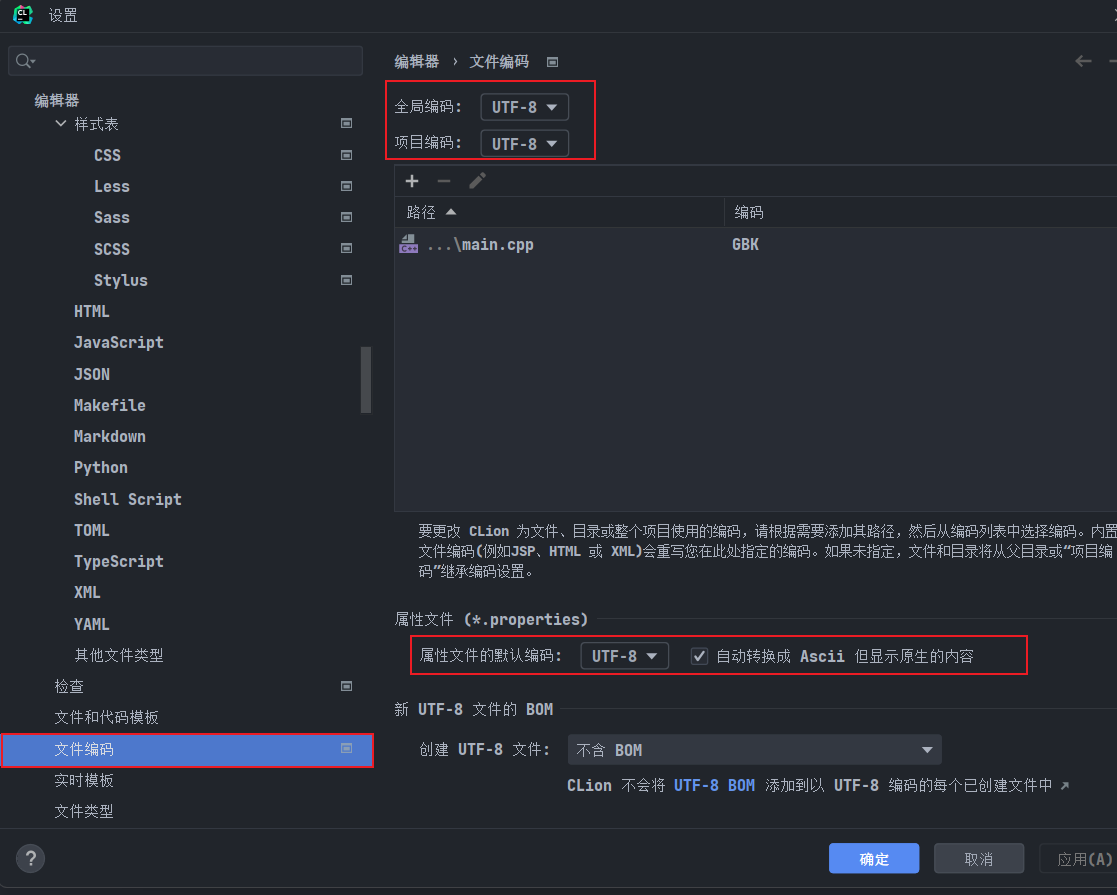 CL 设置
编辑器
样式表
CSS
Less
Sass
SCSS
Stylus
HTML
JavaScript
JSON
Makefile
Markdown
Python
Shell Script
TOML
TypeScript
XML
YAML
其他文件类型
检查
文件和代码模板
文件编码
实时模板
文件类型
编辑器 › 文件编码
全局编码: UTF-8
项目编码: UTF-8
路径 编码
C++ ...\main.cpp GBK
要更改 CLion 为文件、目录或整个项目使用的编码，请根据需要添加其路径，然后从编码列表中选择编码。内置
文件编码(例如JSP、HTML 或 XML)会重写您在此处指定的编码。如果未指定，文件和目录将从父目录或“项目编
码”继承编码设置。
属性文件 (*.properties)
属性文件的默认编码: UTF-8 自动转换成 Ascii 但显示原生的内容
新 UTF-8 文件的 BOM
创建 UTF-8 文件: 不含 BOM
CLion 不会将 UTF-8 BOM 添加到以 UTF-8 编码的每个已创建文件中 ↗
? 确定 取消 应用(A)